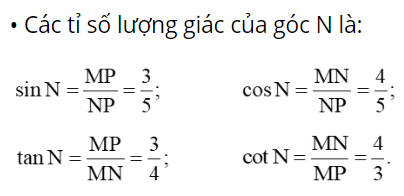 • Các tỉ số lượng giác của góc N là:
sin N = MP/NP = 3/5; cos N = MN/NP = 4/5;
tan N = MP/MN = 3/4; cot N = MN/MP = 4/3.